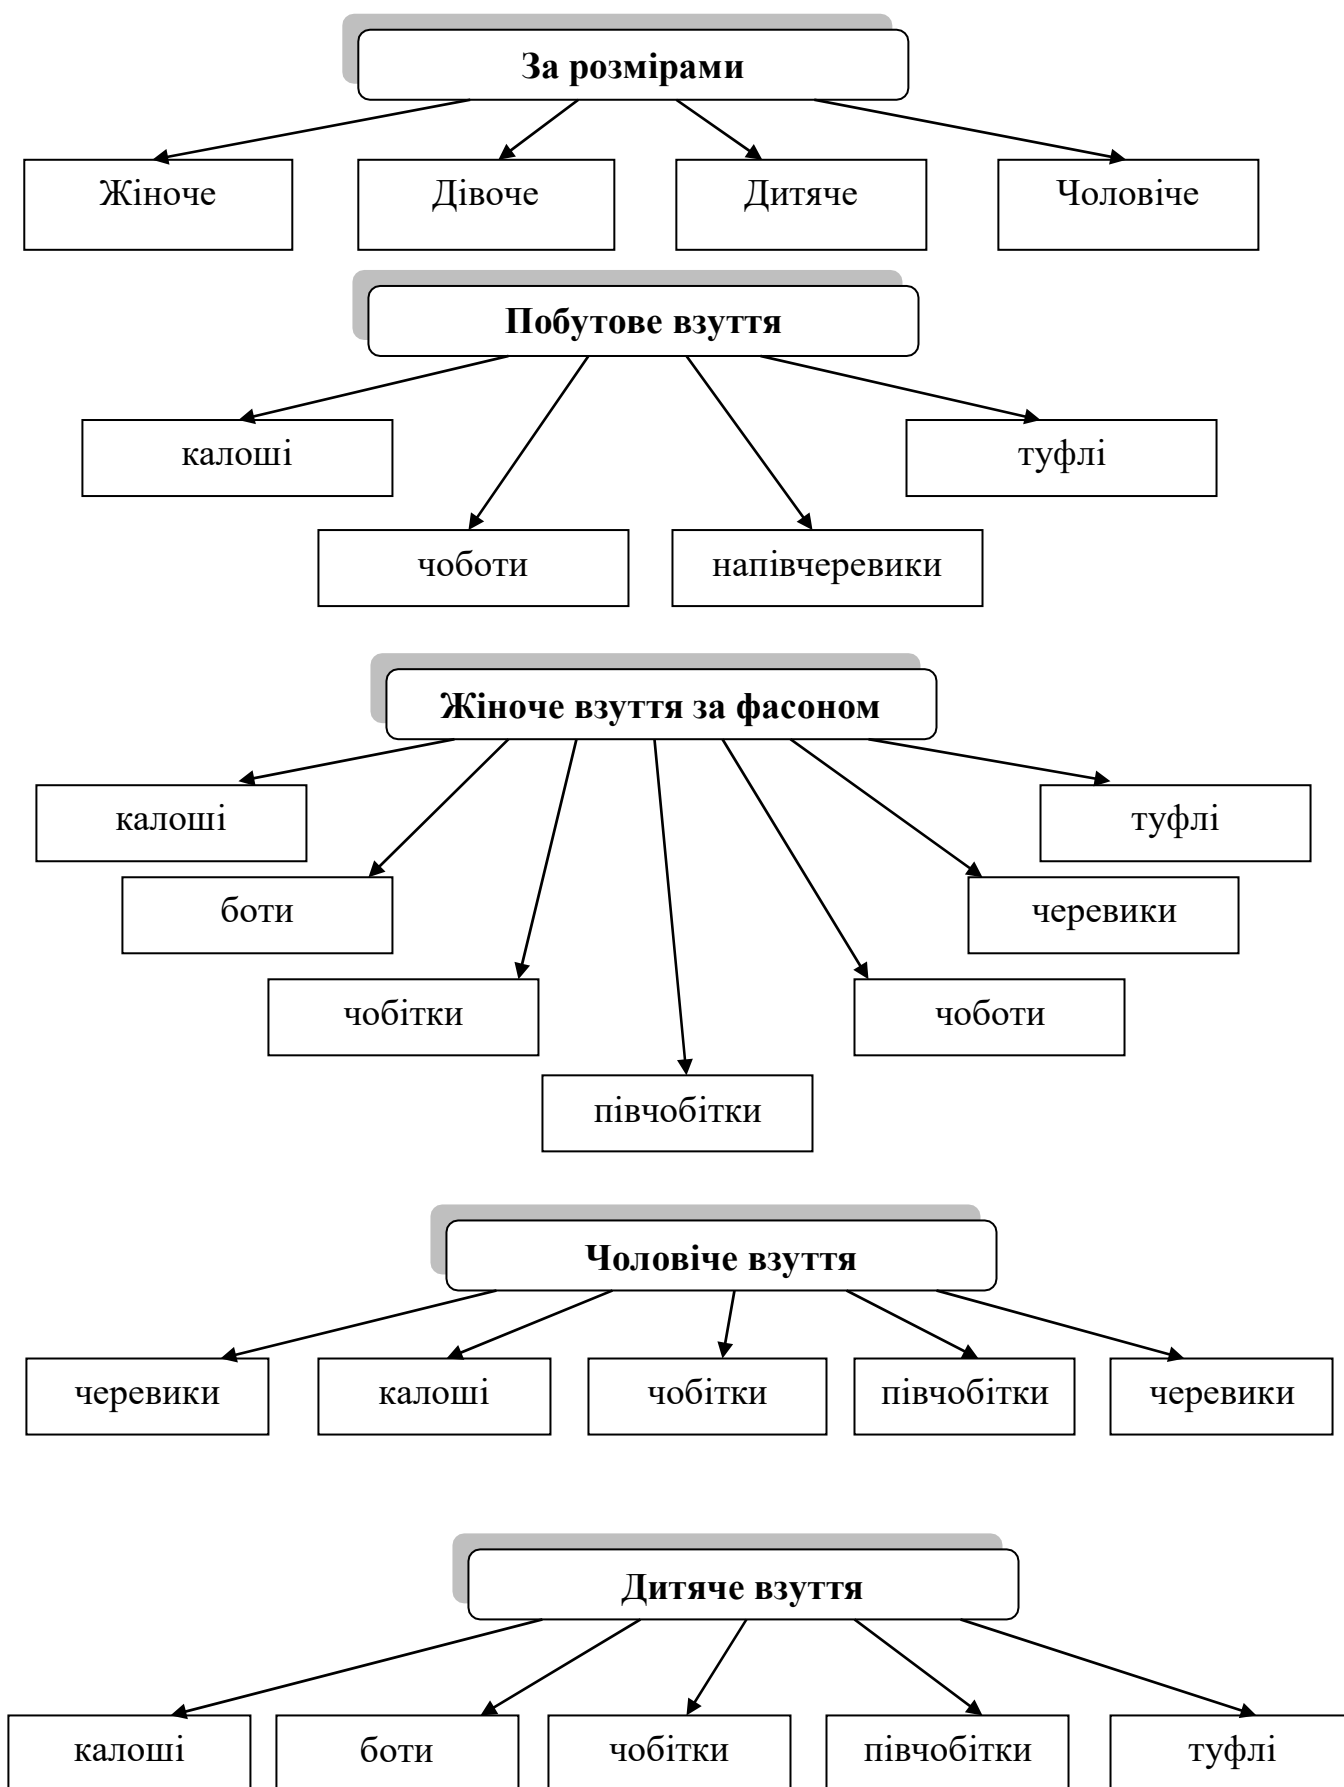 За розмірами
Жіноче
Дівоче
Дитяче
Чоловіче
Побутове взуття
калоші
туфлі
чоботи
напівчеревики
Жіноче взуття за фасоном
калоші
туфлі
боти
черевики
чобітки
чоботи
півчобітки
Чоловіче взуття
черевики
калоші
чобітки
півчобітки
черевики
Дитяче взуття
калоші
боти
чобітки
півчобітки
туфлі